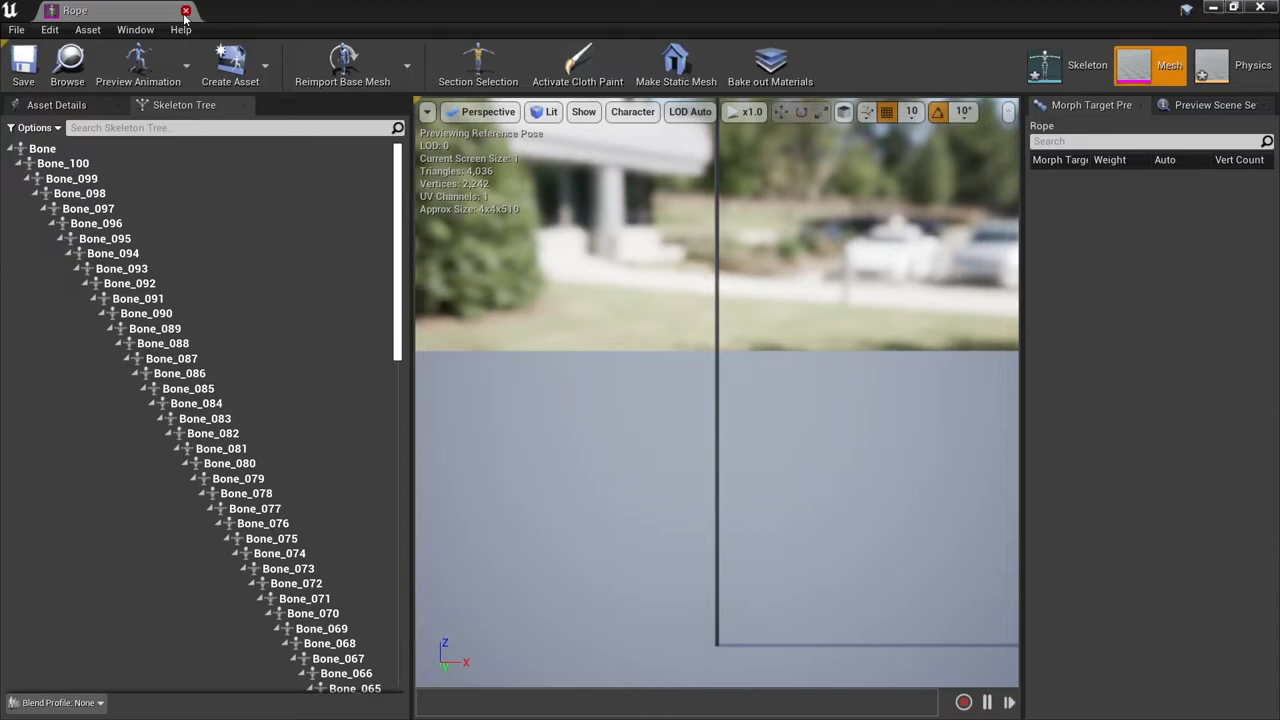 Rope
File Edit Asset Window Help
Save Browse Preview Animation Create Asset Reimport Base Mesh Section Selection Activate Cloth Paint Make Static Mesh Bake out Materials Skeleton Mesh Physics
Asset Details Skeleton Tree
Options Search Skeleton Tree...
Bone
Bone_100
Bone_099
Bone_098
Bone_097
Bone_096
Bone_095
Bone_094
Bone_093
Bone_092
Bone_091
Bone_090
Bone_089
Bone_088
Bone_087
Bone_086
Bone_085
Bone_084
Bone_083
Bone_082
Bone_081
Bone_080
Bone_079
Bone_078
Bone_077
Bone_076
Bone_075
Bone_074
Bone_073
Bone_072
Bone_071
Bone_070
Bone_069
Bone_068
Bone_067
Bone_066
Bone_065
Blend Profile: None
Perspective Lit Show Character LOD Auto x1.0 10 10°
Previewing Reference Pose
LOD: 0
Current Screen Size: 1
Triangles: 4,036
Vertices: 2,242
UV Channels: 1
Approx Size: 4x4x510
Z
Y X
Morph Target Pre Preview Scene Se
Rope
Search
Morph Targ Weight Auto Vert Count